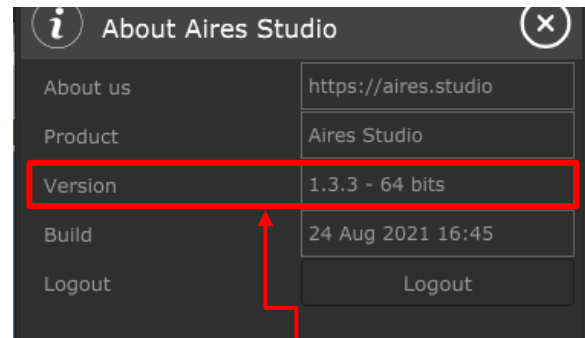 i About Aires Studio
About us https://aires.studio
Product Aires Studio
Version 1.3.3 - 64 bits
Build 24 Aug 2021 16:45
Logout Logout